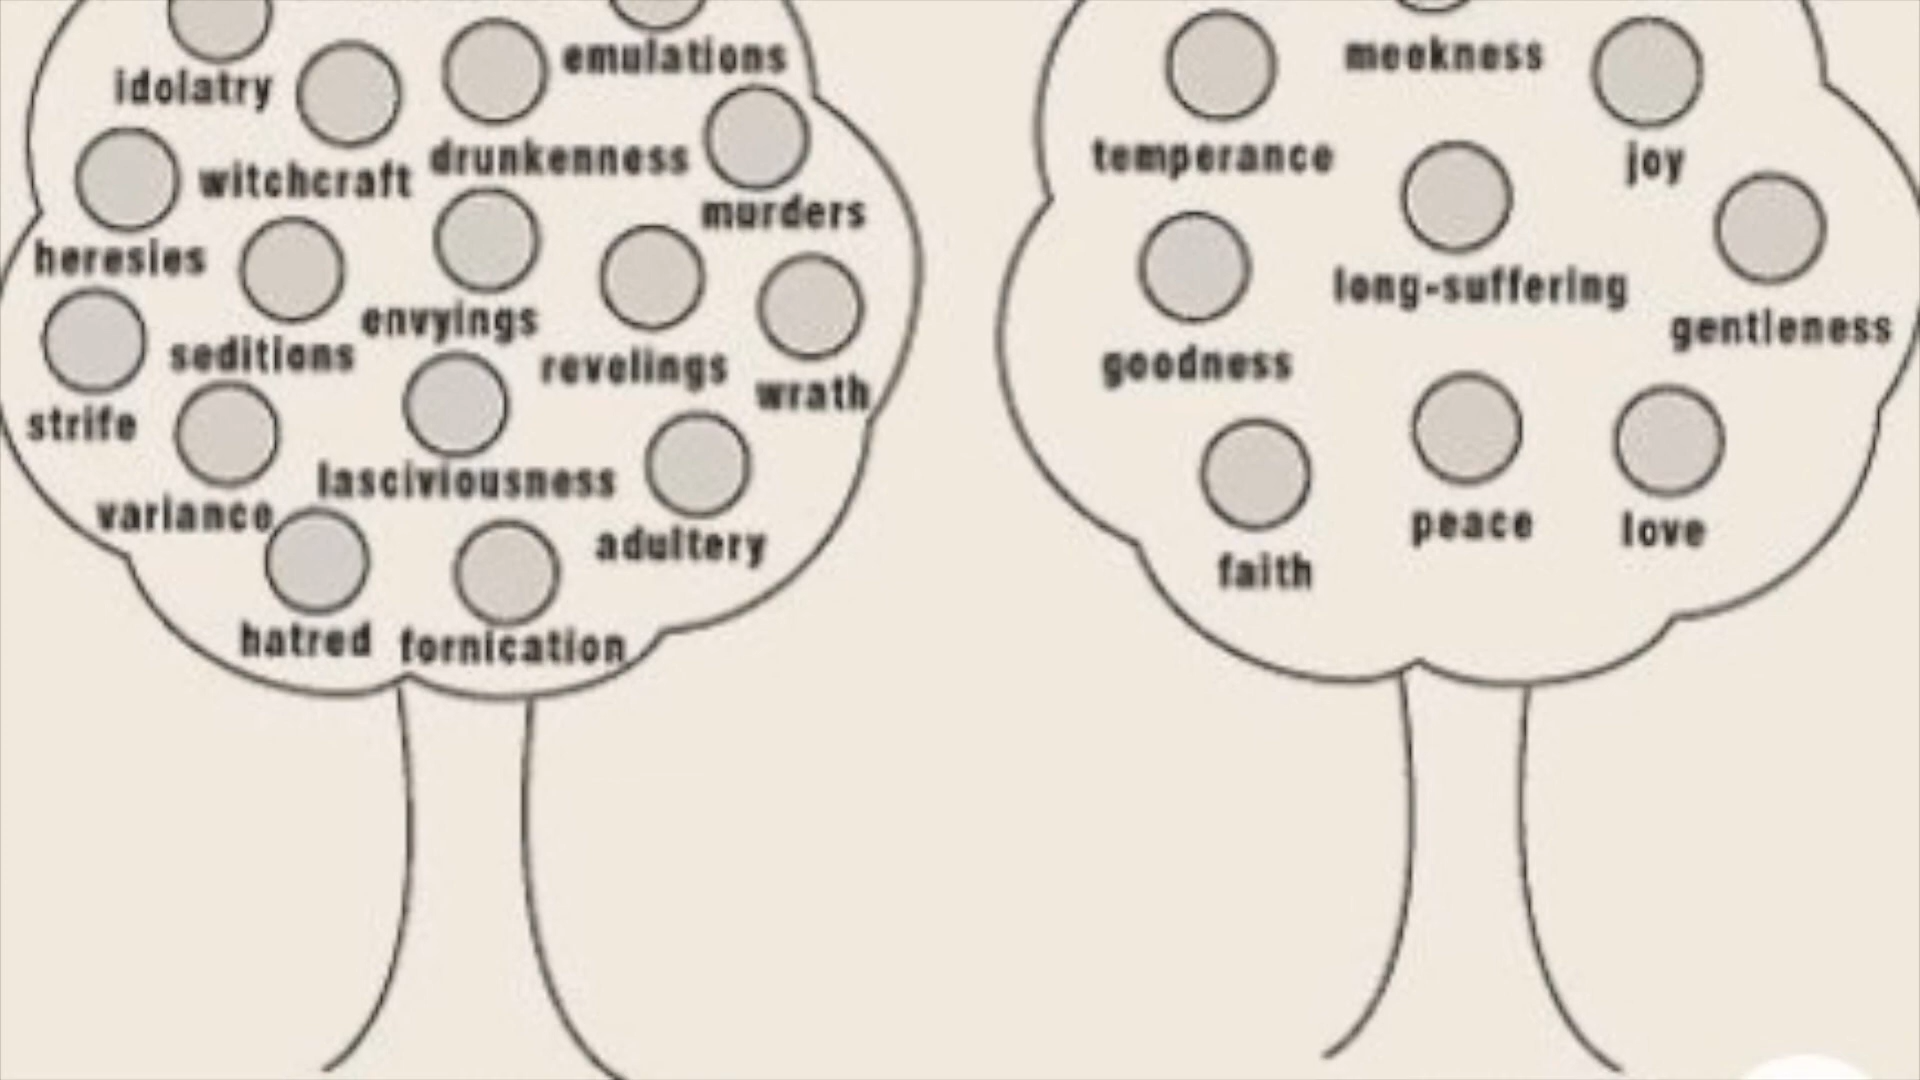 emulations
idolatry
drunkenness
witchcraft
murders
heresies
envyings
seditions
revelings
wrath
strife
lasciviousness
variance
adultery
hatred
fornication
meekness
temperance
joy
long-suffering
gentleness
goodness
peace
love
faith